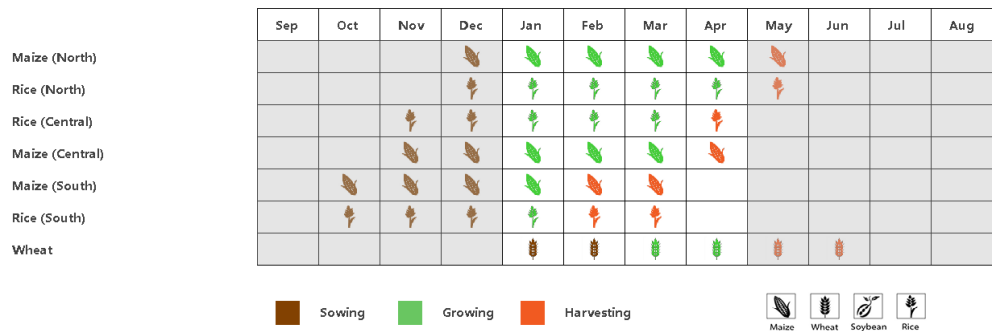 Sep Oct Nov Dec Jan Feb Mar Apr May Jun Jul Aug
Maize (North)
Rice (North)
Rice (Central)
Maize (Central)
Maize (South)
Rice (South)
Wheat
Sowing Growing Harvesting
Maize Wheat Soybean Rice